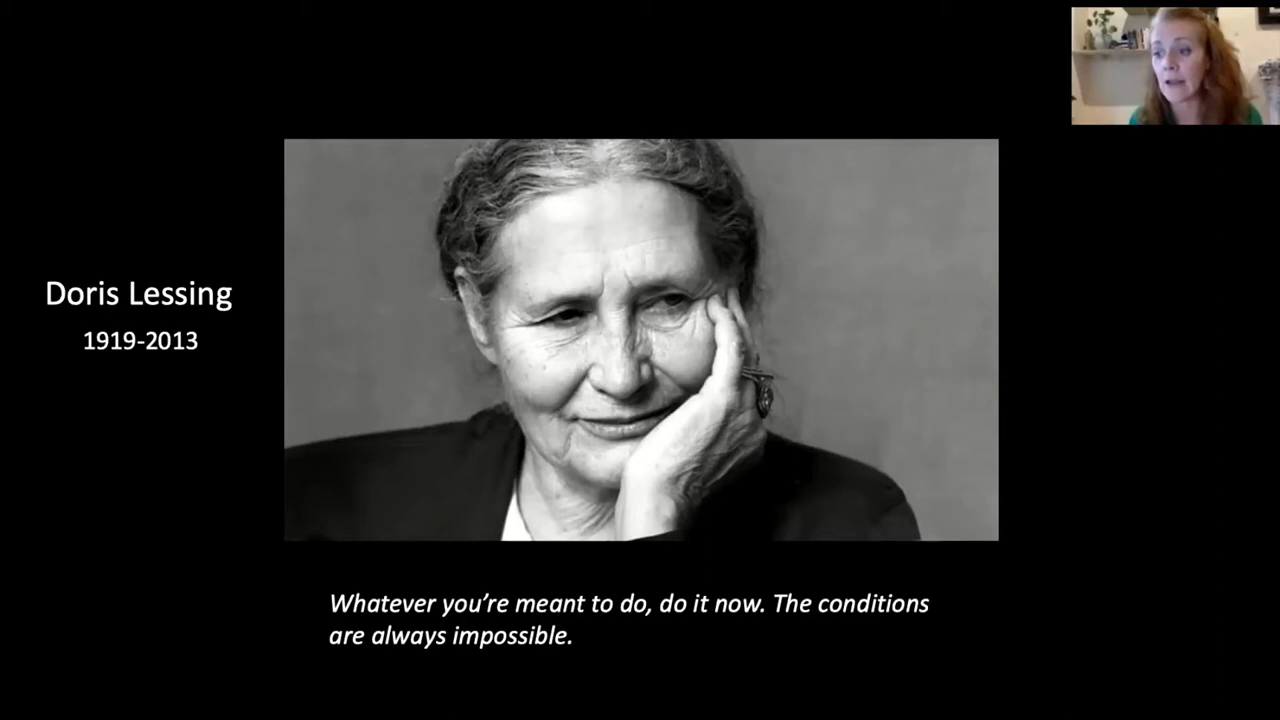 Doris Lessing
1919-2013
Whatever you’re meant to do, do it now. The conditions
are always impossible.